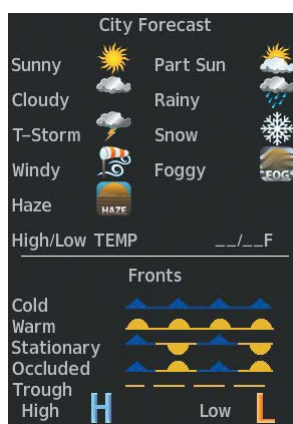 City Forecast
Sunny Part Sun
Cloudy Rainy
T-Storm Snow
Windy Foggy FOG
Haze HAZE
High/Low TEMP __/__F
Fronts
Cold
Warm
Stationary
Occluded
Trough
High H Low L